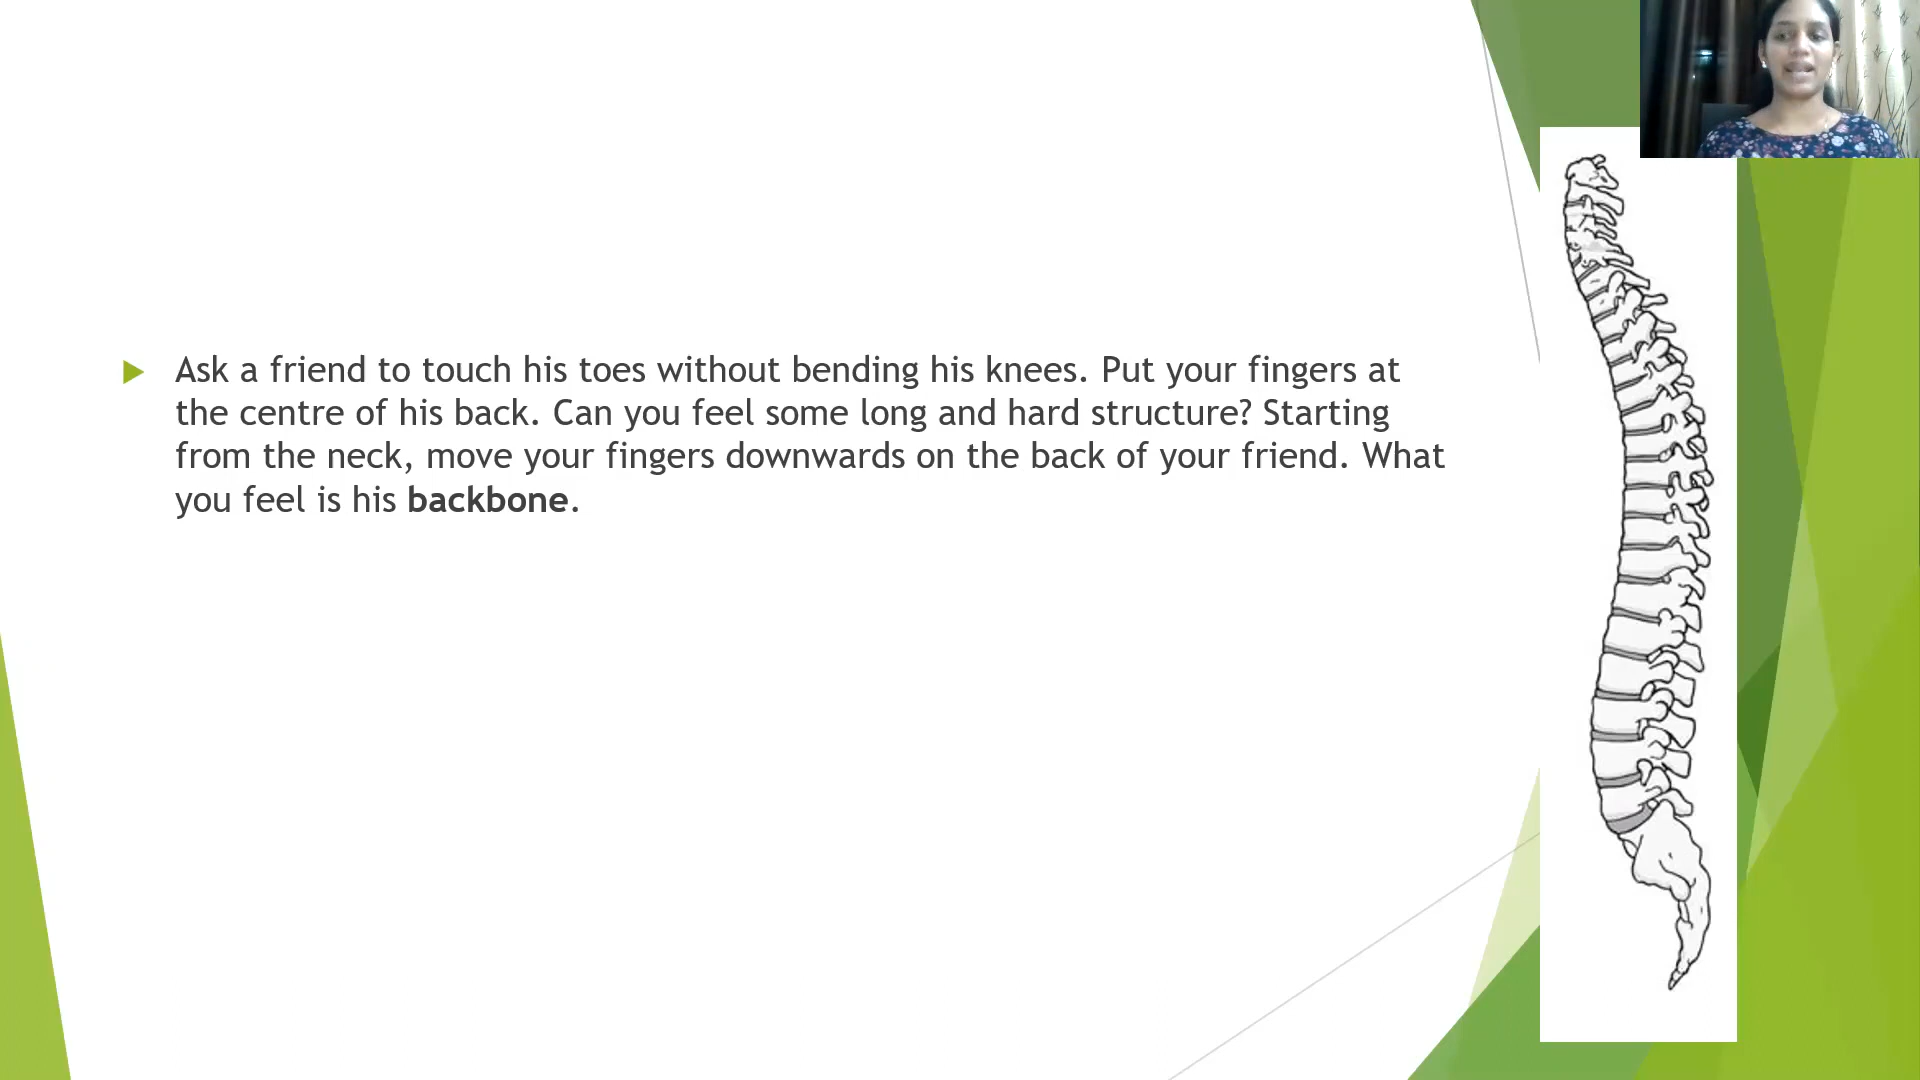 Ask a friend to touch his toes without bending his knees. Put your fingers at
the centre of his back. Can you feel some long and hard structure? Starting
from the neck, move your fingers downwards on the back of your friend. What
you feel is his backbone.